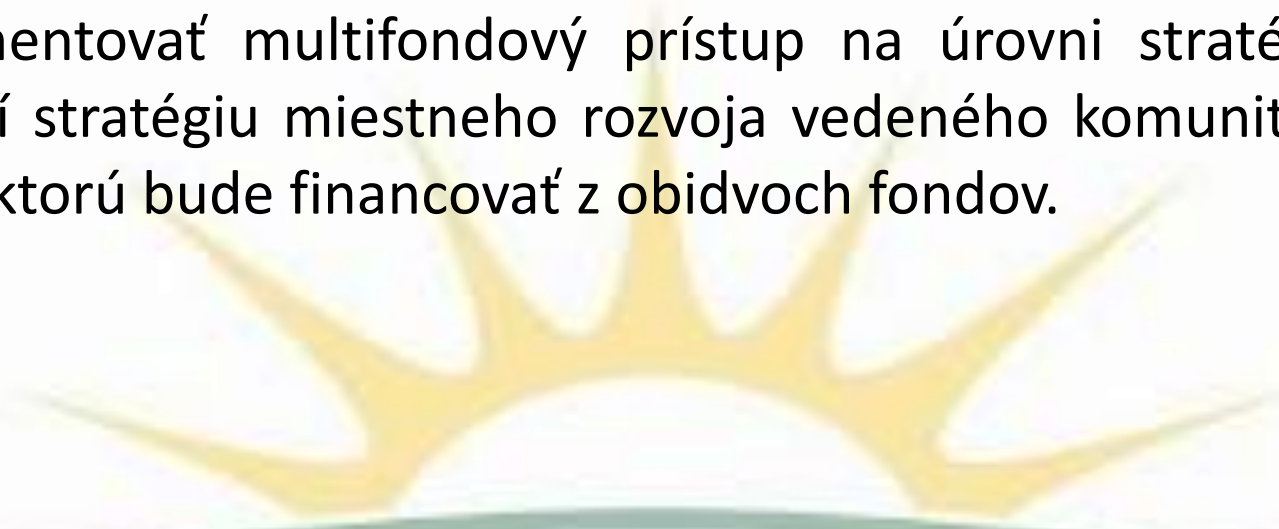 mentovať multifondový prístup na úrovni straté
í stratégiu miestneho rozvoja vedeného komunit
ktorú bude financovať z obidvoch fondov.